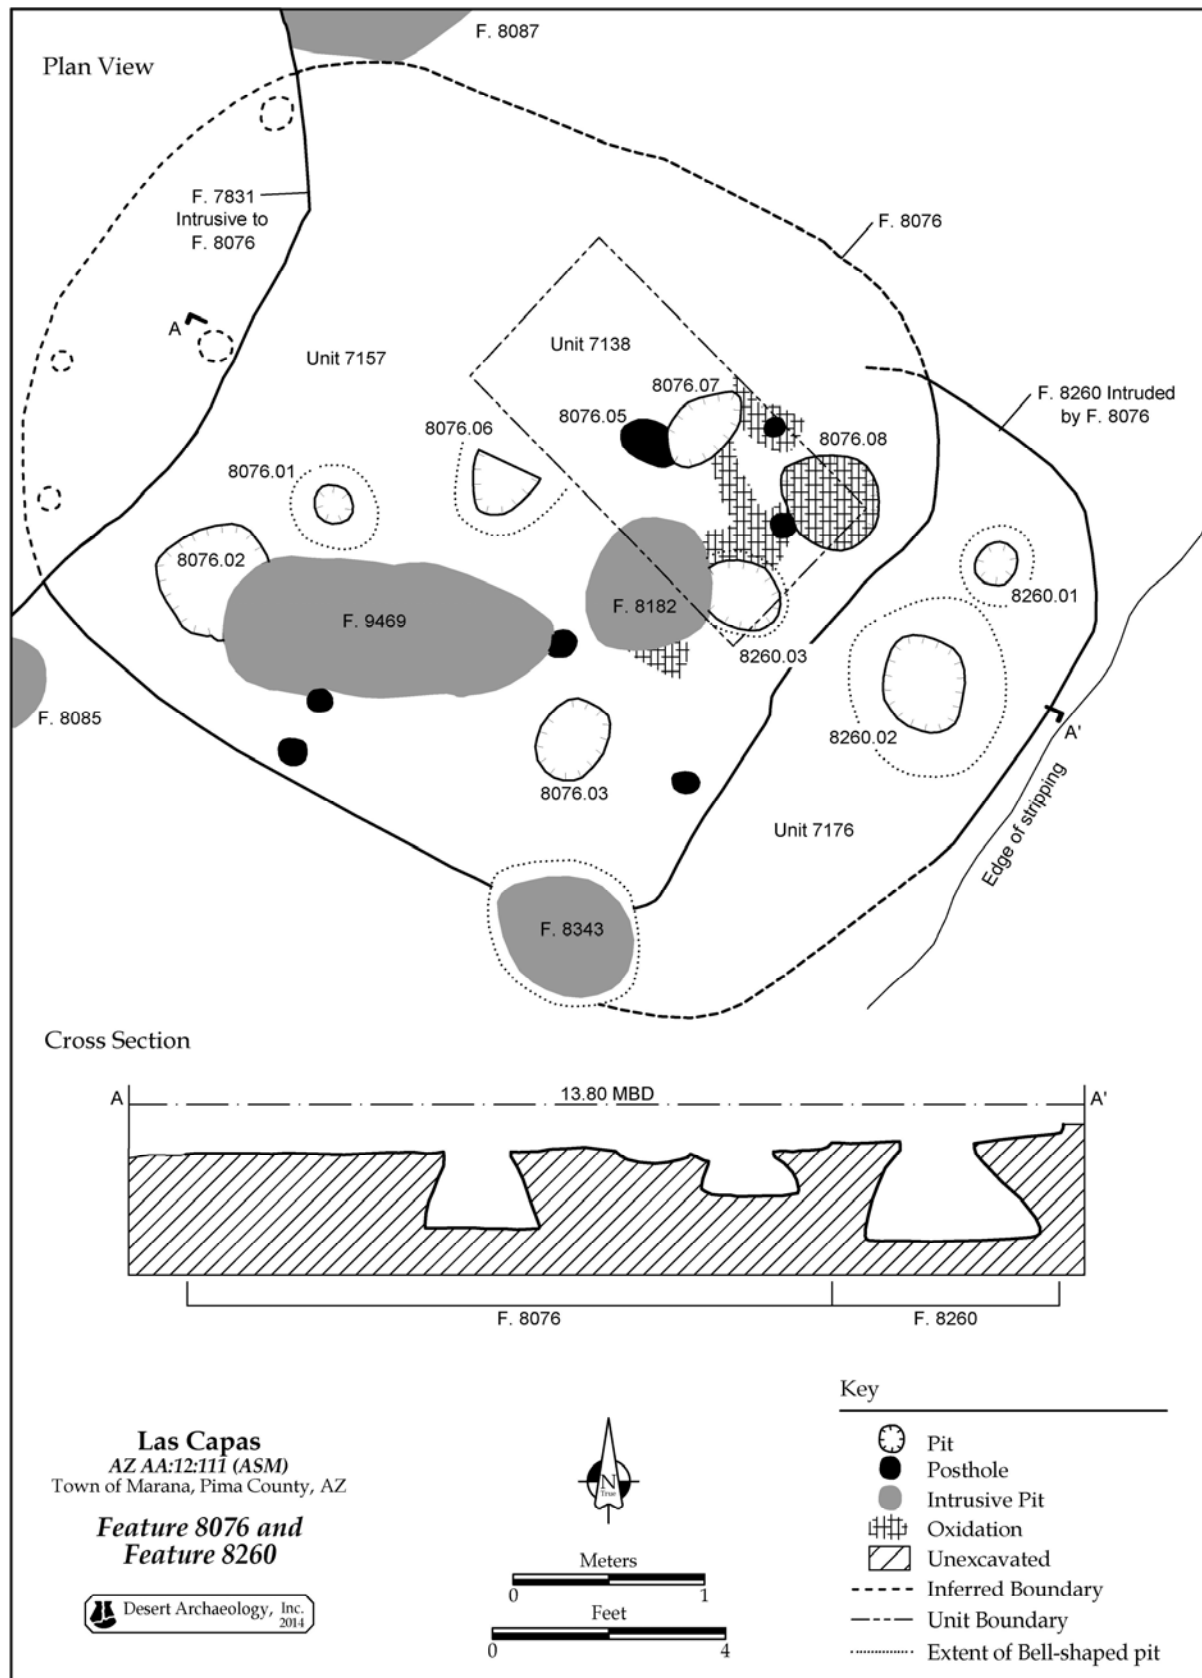 F. 8087
Plan View
F. 7831
Intrusive to
F. 8076
F. 8076
A
Unit 7157
Unit 7138
8076.07
F. 8260 Intruded
by F. 8076
8076.05
8076.06
8076.08
8076.01
8076.02
8260.01
F. 8182
F. 9469
8260.03
F. 8085
8260.02
A'
8076.03
Edge of stripping
Unit 7176
F. 8343
Cross Section
A
13.80 MBD
A'
F. 8076
F. 8260
Key
Pit
Posthole
Intrusive Pit
Oxidation
Unexcavated
Inferred Boundary
Unit Boundary
Extent of Bell-shaped pit
Las Capas
AZ AA:12:111 (ASM)
Town of Marana, Pima County, AZ
Feature 8076 and
Feature 8260
Desert Archaeology, Inc.
2014
N
True
Meters
0 1
Feet
0 4